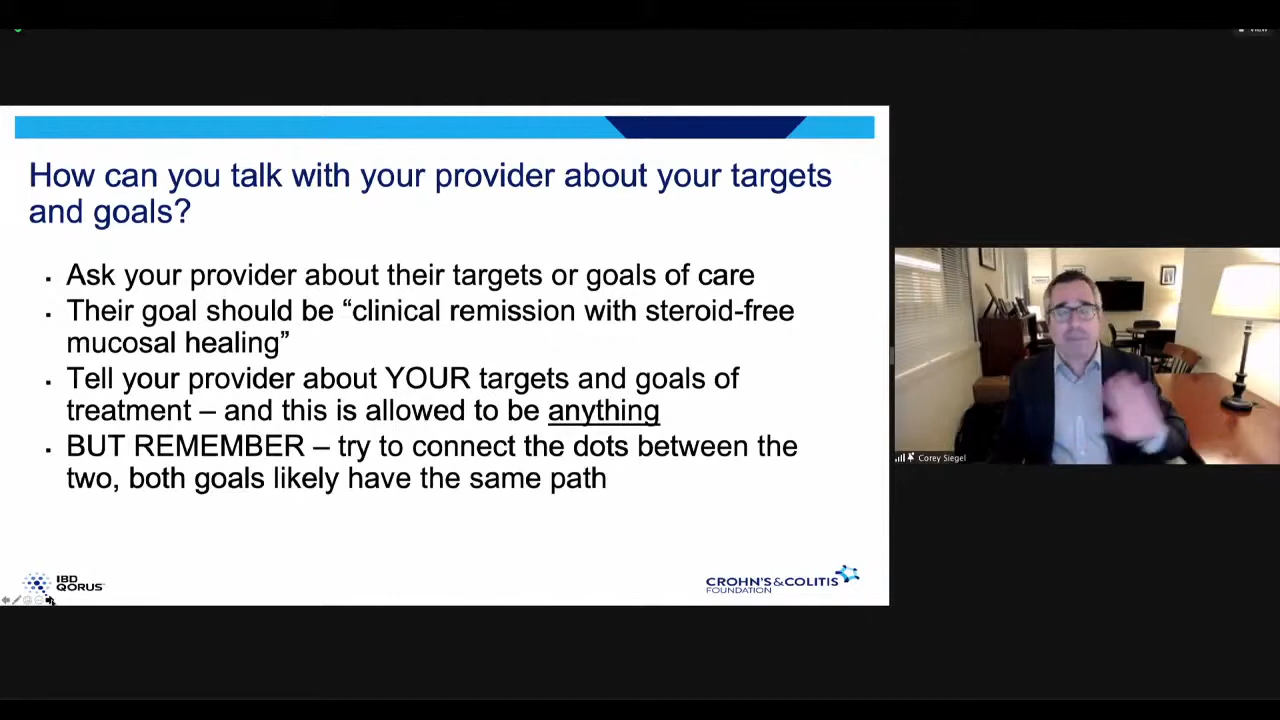 View
How can you talk with your provider about your targets
and goals?
▪ Ask your provider about their targets or goals of care
▪ Their goal should be “clinical remission with steroid-free
mucosal healing”
▪ Tell your provider about YOUR targets and goals of
treatment – and this is allowed to be anything
▪ BUT REMEMBER – try to connect the dots between the
two, both goals likely have the same path
IBD
QORUS
CROHN'S & COLITIS
FOUNDATION
Corey Siegel